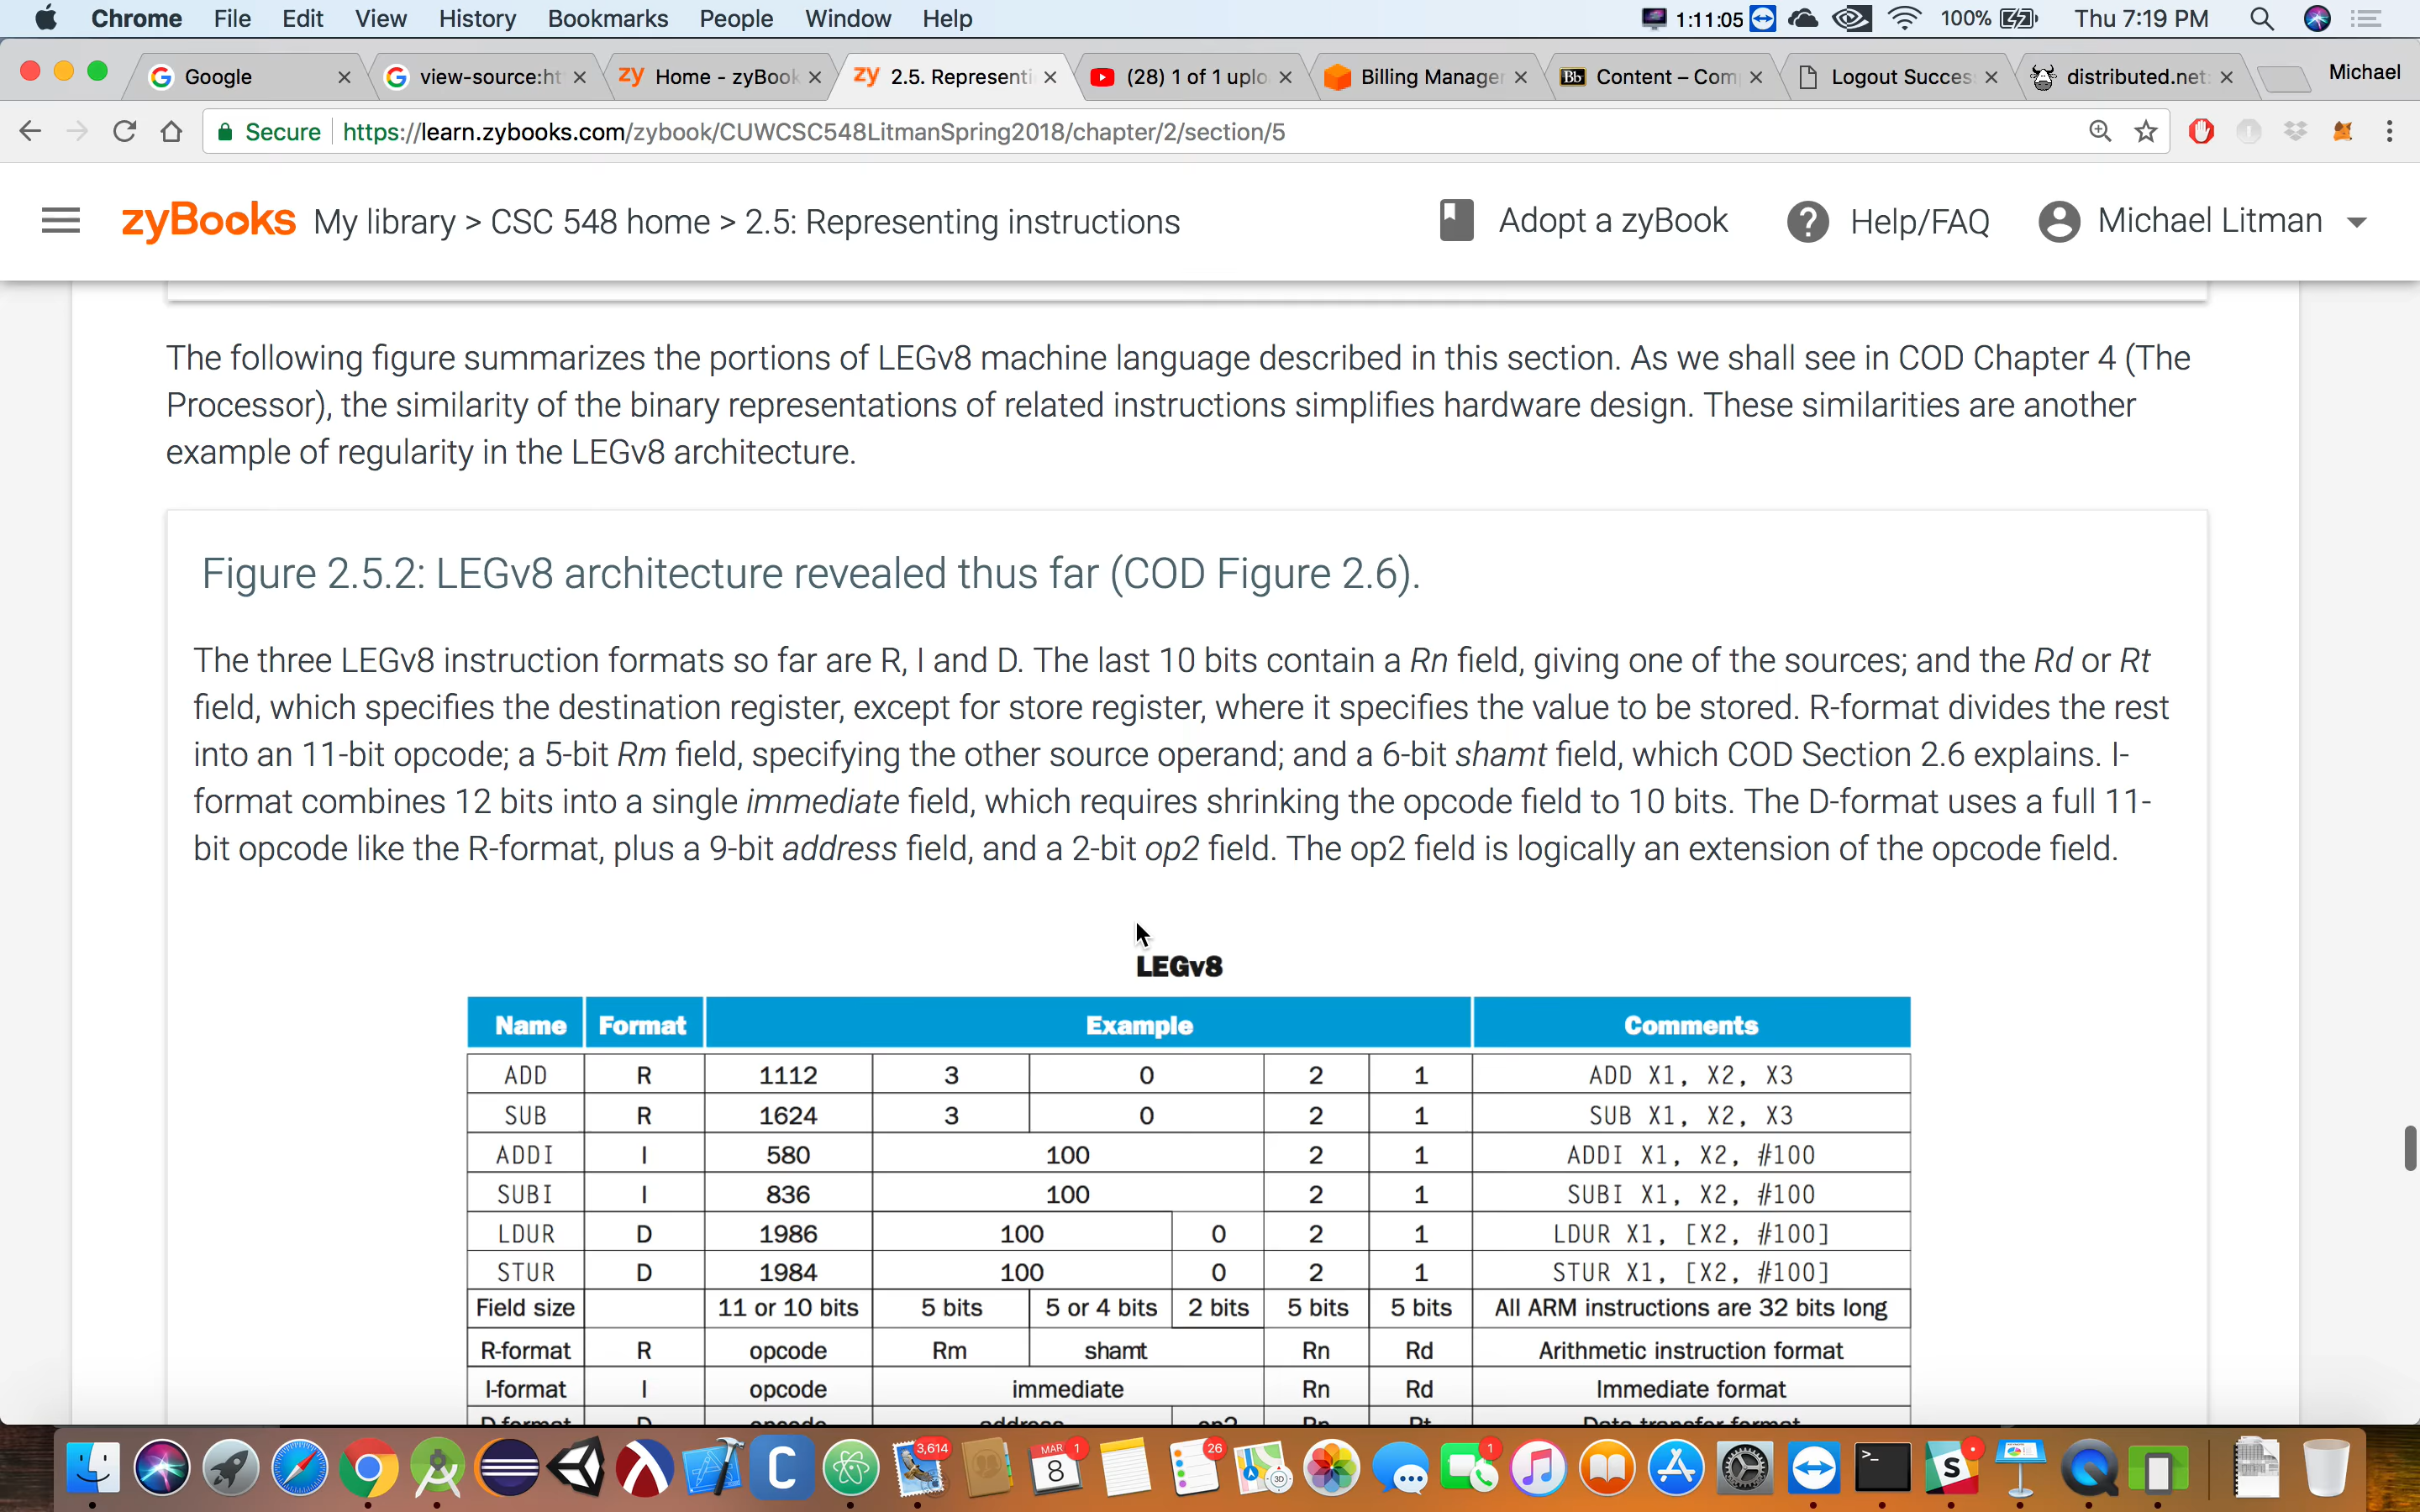 Chrome File Edit View History Bookmarks People Window Help 1:11:05 100% Thu 7:19 PM
Google view-source:ht Home - zyBook 2.5. Representi (28) 1 of 1 uplo Billing Manager Content – Com Logout Succes distributed.net: Michael
Secure https://learn.zybooks.com/zybook/CUWCSC548LitmanSpring2018/chapter/2/section/5
zyBooks My library > CSC 548 home > 2.5: Representing instructions Adopt a zyBook Help/FAQ Michael Litman
The following figure summarizes the portions of LEGv8 machine language described in this section. As we shall see in COD Chapter 4 (The
Processor), the similarity of the binary representations of related instructions simplifies hardware design. These similarities are another
example of regularity in the LEGv8 architecture.
Figure 2.5.2: LEGv8 architecture revealed thus far (COD Figure 2.6).
The three LEGv8 instruction formats so far are R, I and D. The last 10 bits contain a Rn field, giving one of the sources; and the Rd or Rt
field, which specifies the destination register, except for store register, where it specifies the value to be stored. R-format divides the rest
into an 11-bit opcode; a 5-bit Rm field, specifying the other source operand; and a 6-bit shamt field, which COD Section 2.6 explains. I-
format combines 12 bits into a single immediate field, which requires shrinking the opcode field to 10 bits. The D-format uses a full 11-
bit opcode like the R-format, plus a 9-bit address field, and a 2-bit op2 field. The op2 field is logically an extension of the opcode field.
LEGv8
Name Format Example Comments
ADD R 1112 3 0 2 1 ADD X1, X2, X3
SUB R 1624 3 0 2 1 SUB X1, X2, X3
ADDI I 580 100 2 1 ADDI X1, X2, #100
SUBI I 836 100 2 1 SUBI X1, X2, #100
LDUR D 1986 100 0 2 1 LDUR X1, [X2, #100]
STUR D 1984 100 0 2 1 STUR X1, [X2, #100]
Field size 11 or 10 bits 5 bits 5 or 4 bits 2 bits 5 bits 5 bits All ARM instructions are 32 bits long
R-format R opcode Rm shamt Rn Rd Arithmetic instruction format
I-format I opcode immediate Rn Rd Immediate format
D-format D opcode address op2 Rn Rt Data transfer format
3,614 MAR 8 1 26 3D 1